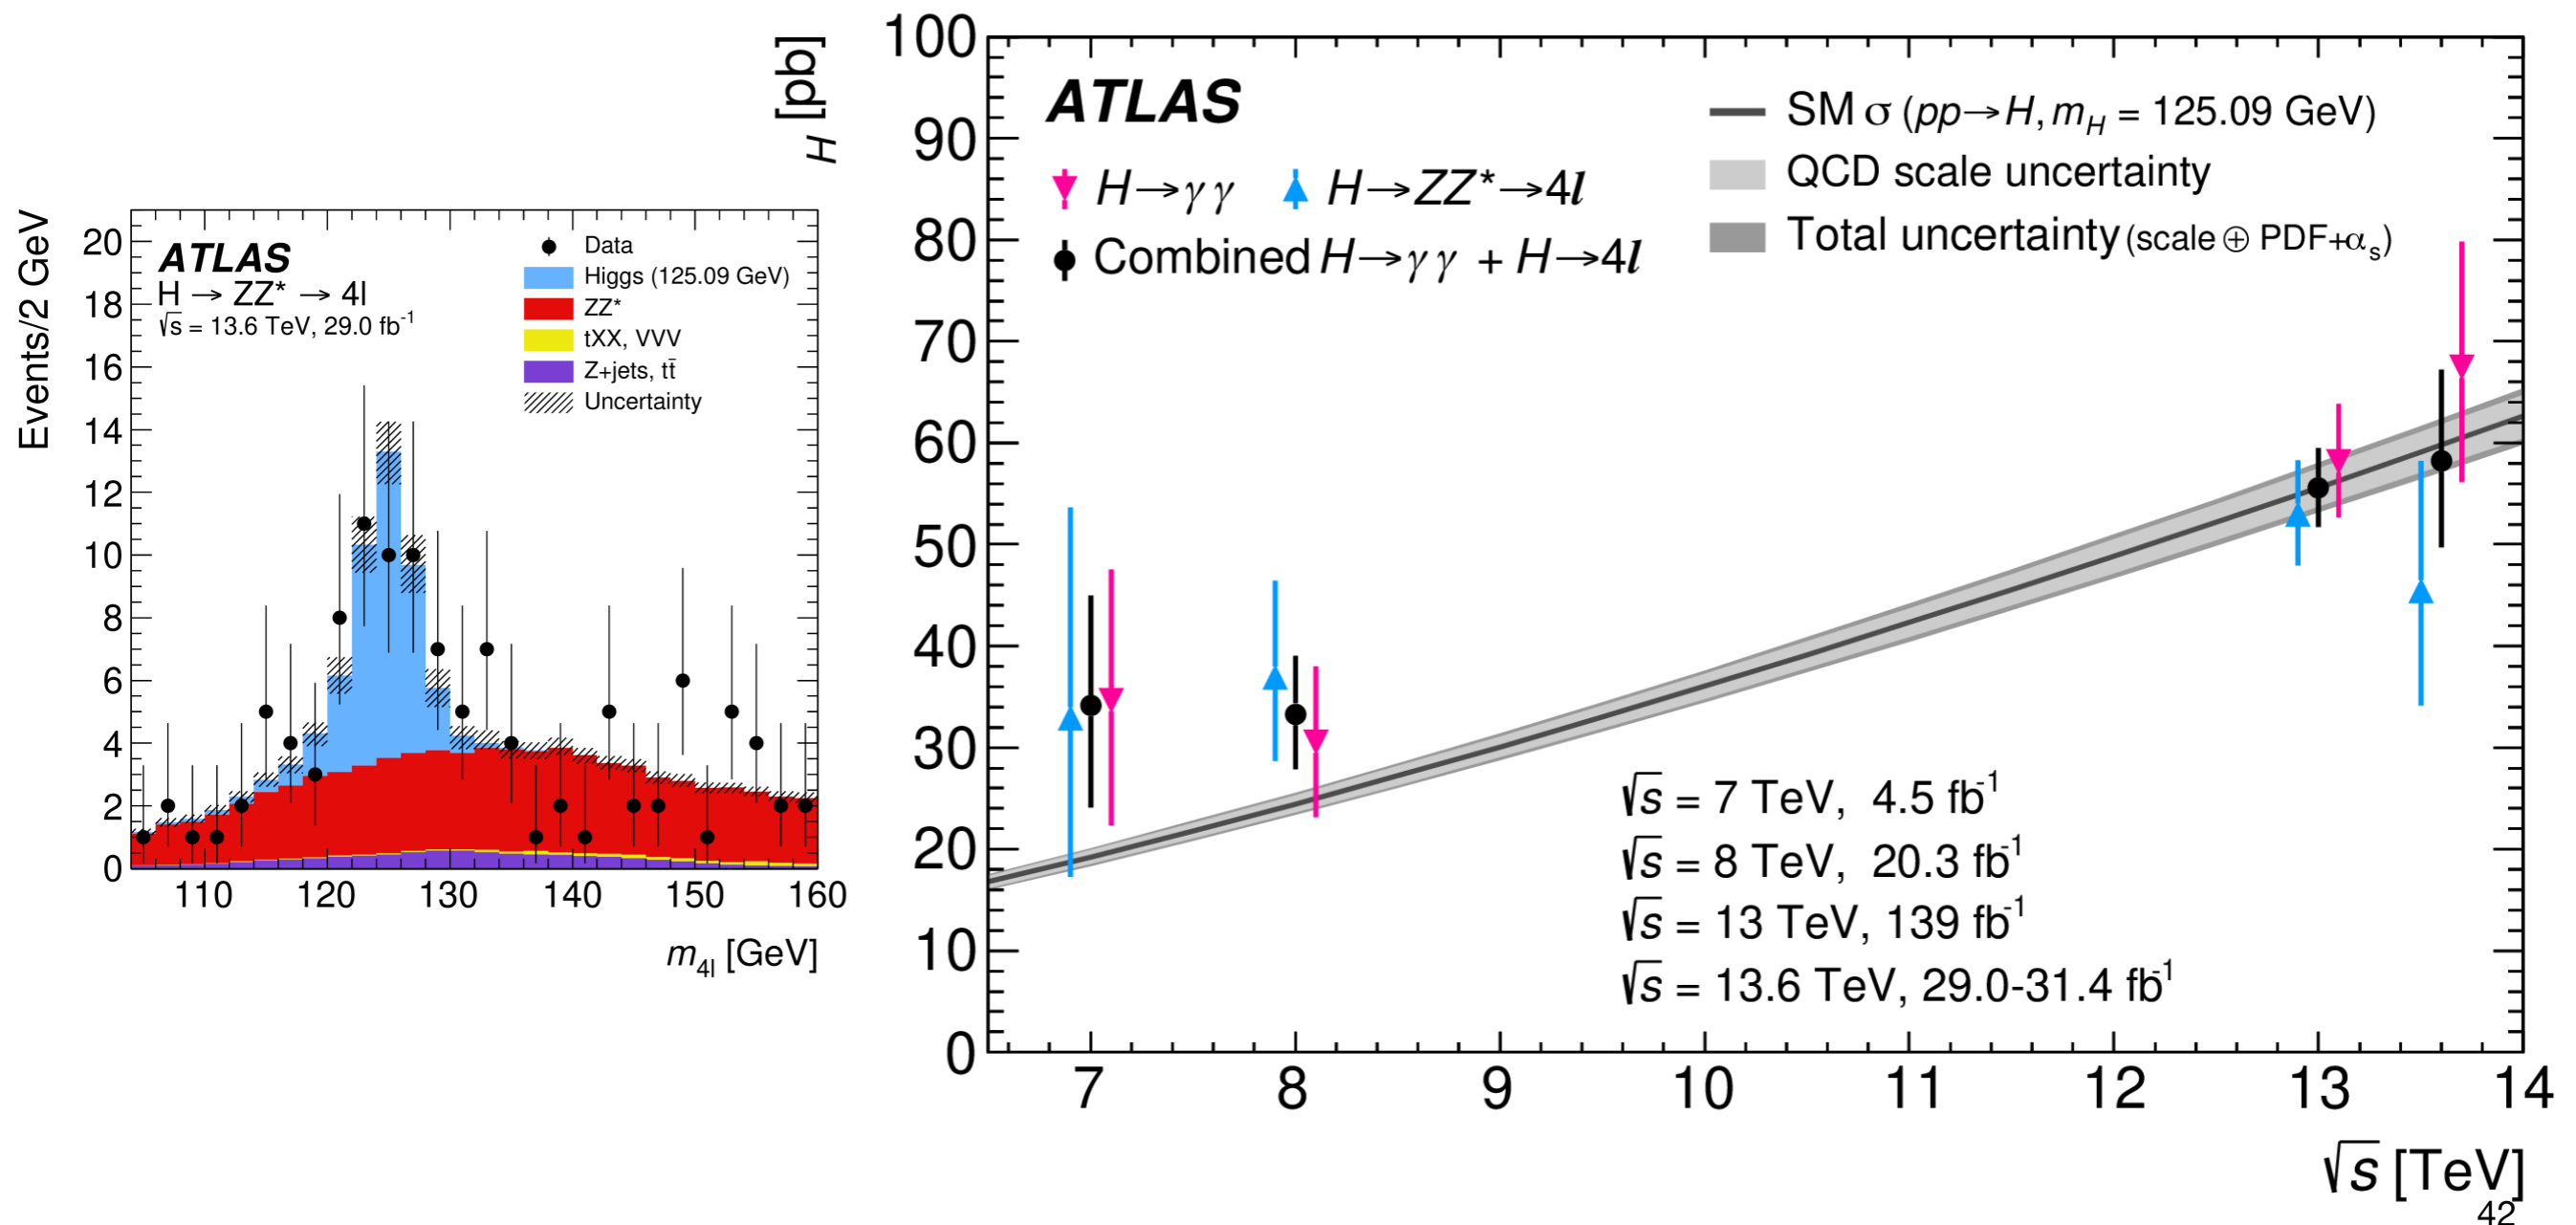 Events/2 GeV
ATLAS
H → ZZ* → 4l
√s = 13.6 TeV, 29.0 fb⁻¹
Data
Higgs (125.09 GeV)
ZZ*
tXX, VVV
Z+jets, tt̄
Uncertainty
20
18
16
14
12
10
8
6
4
2
0
110 120 130 140 150 160
m₄ₗ [GeV]
H [pb]
100
90
80
70
60
50
40
30
20
10
0
ATLAS
H→γγ H→ZZ*→4l
Combined H→γγ + H→4l
SM σ (pp→H, m_H = 125.09 GeV)
QCD scale uncertainty
Total uncertainty (scale ⊕ PDF+αₛ)
√s = 7 TeV, 4.5 fb⁻¹
√s = 8 TeV, 20.3 fb⁻¹
√s = 13 TeV, 139 fb⁻¹
√s = 13.6 TeV, 29.0-31.4 fb⁻¹
7 8 9 10 11 12 13 14
√s [TeV]
42